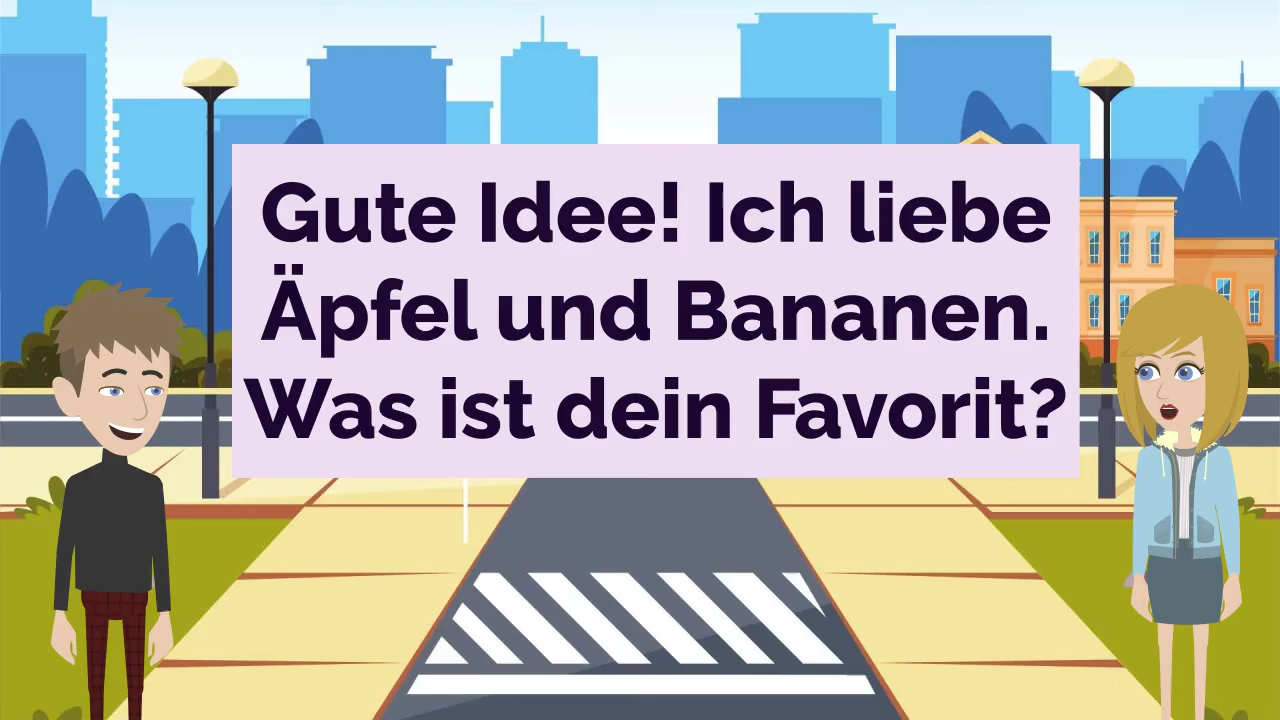 Gute Idee! Ich liebe
Äpfel und Bananen.
Was ist dein Favorit?